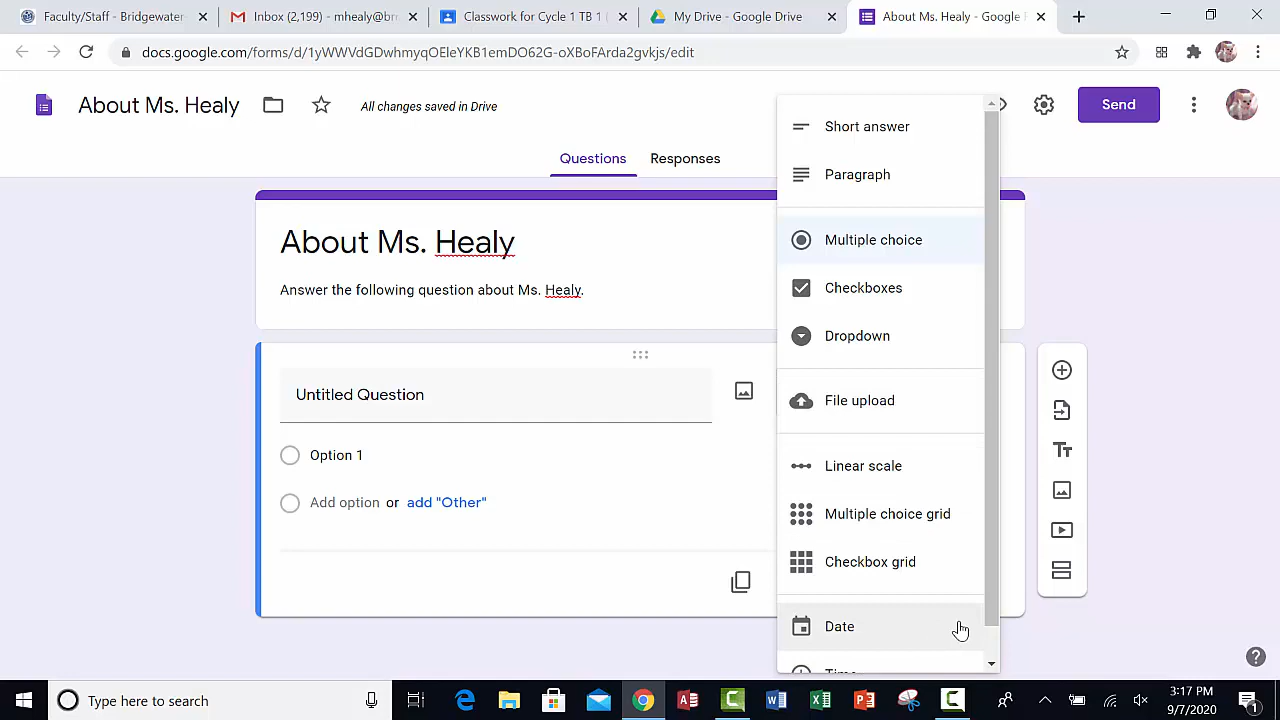 Faculty/Staff - Bridgewater
Inbox (2,199) - mhealy@b
Classwork for Cycle 1 TE
My Drive - Google Drive
About Ms. Healy - Google F
docs.google.com/forms/d/1yWWVdGDwhmyqOEleYKB1emDO62G-oXBoFArda2gvkjs/edit
About Ms. Healy
All changes saved in Drive
Send
Questions
Responses
About Ms. Healy
Answer the following question about Ms. Healy.
Untitled Question
Option 1
Add option or add "Other"
Short answer
Paragraph
Multiple choice
Checkboxes
Dropdown
File upload
Linear scale
Multiple choice grid
Checkbox grid
Date
Time
Type here to search
3:17 PM
9/7/2020